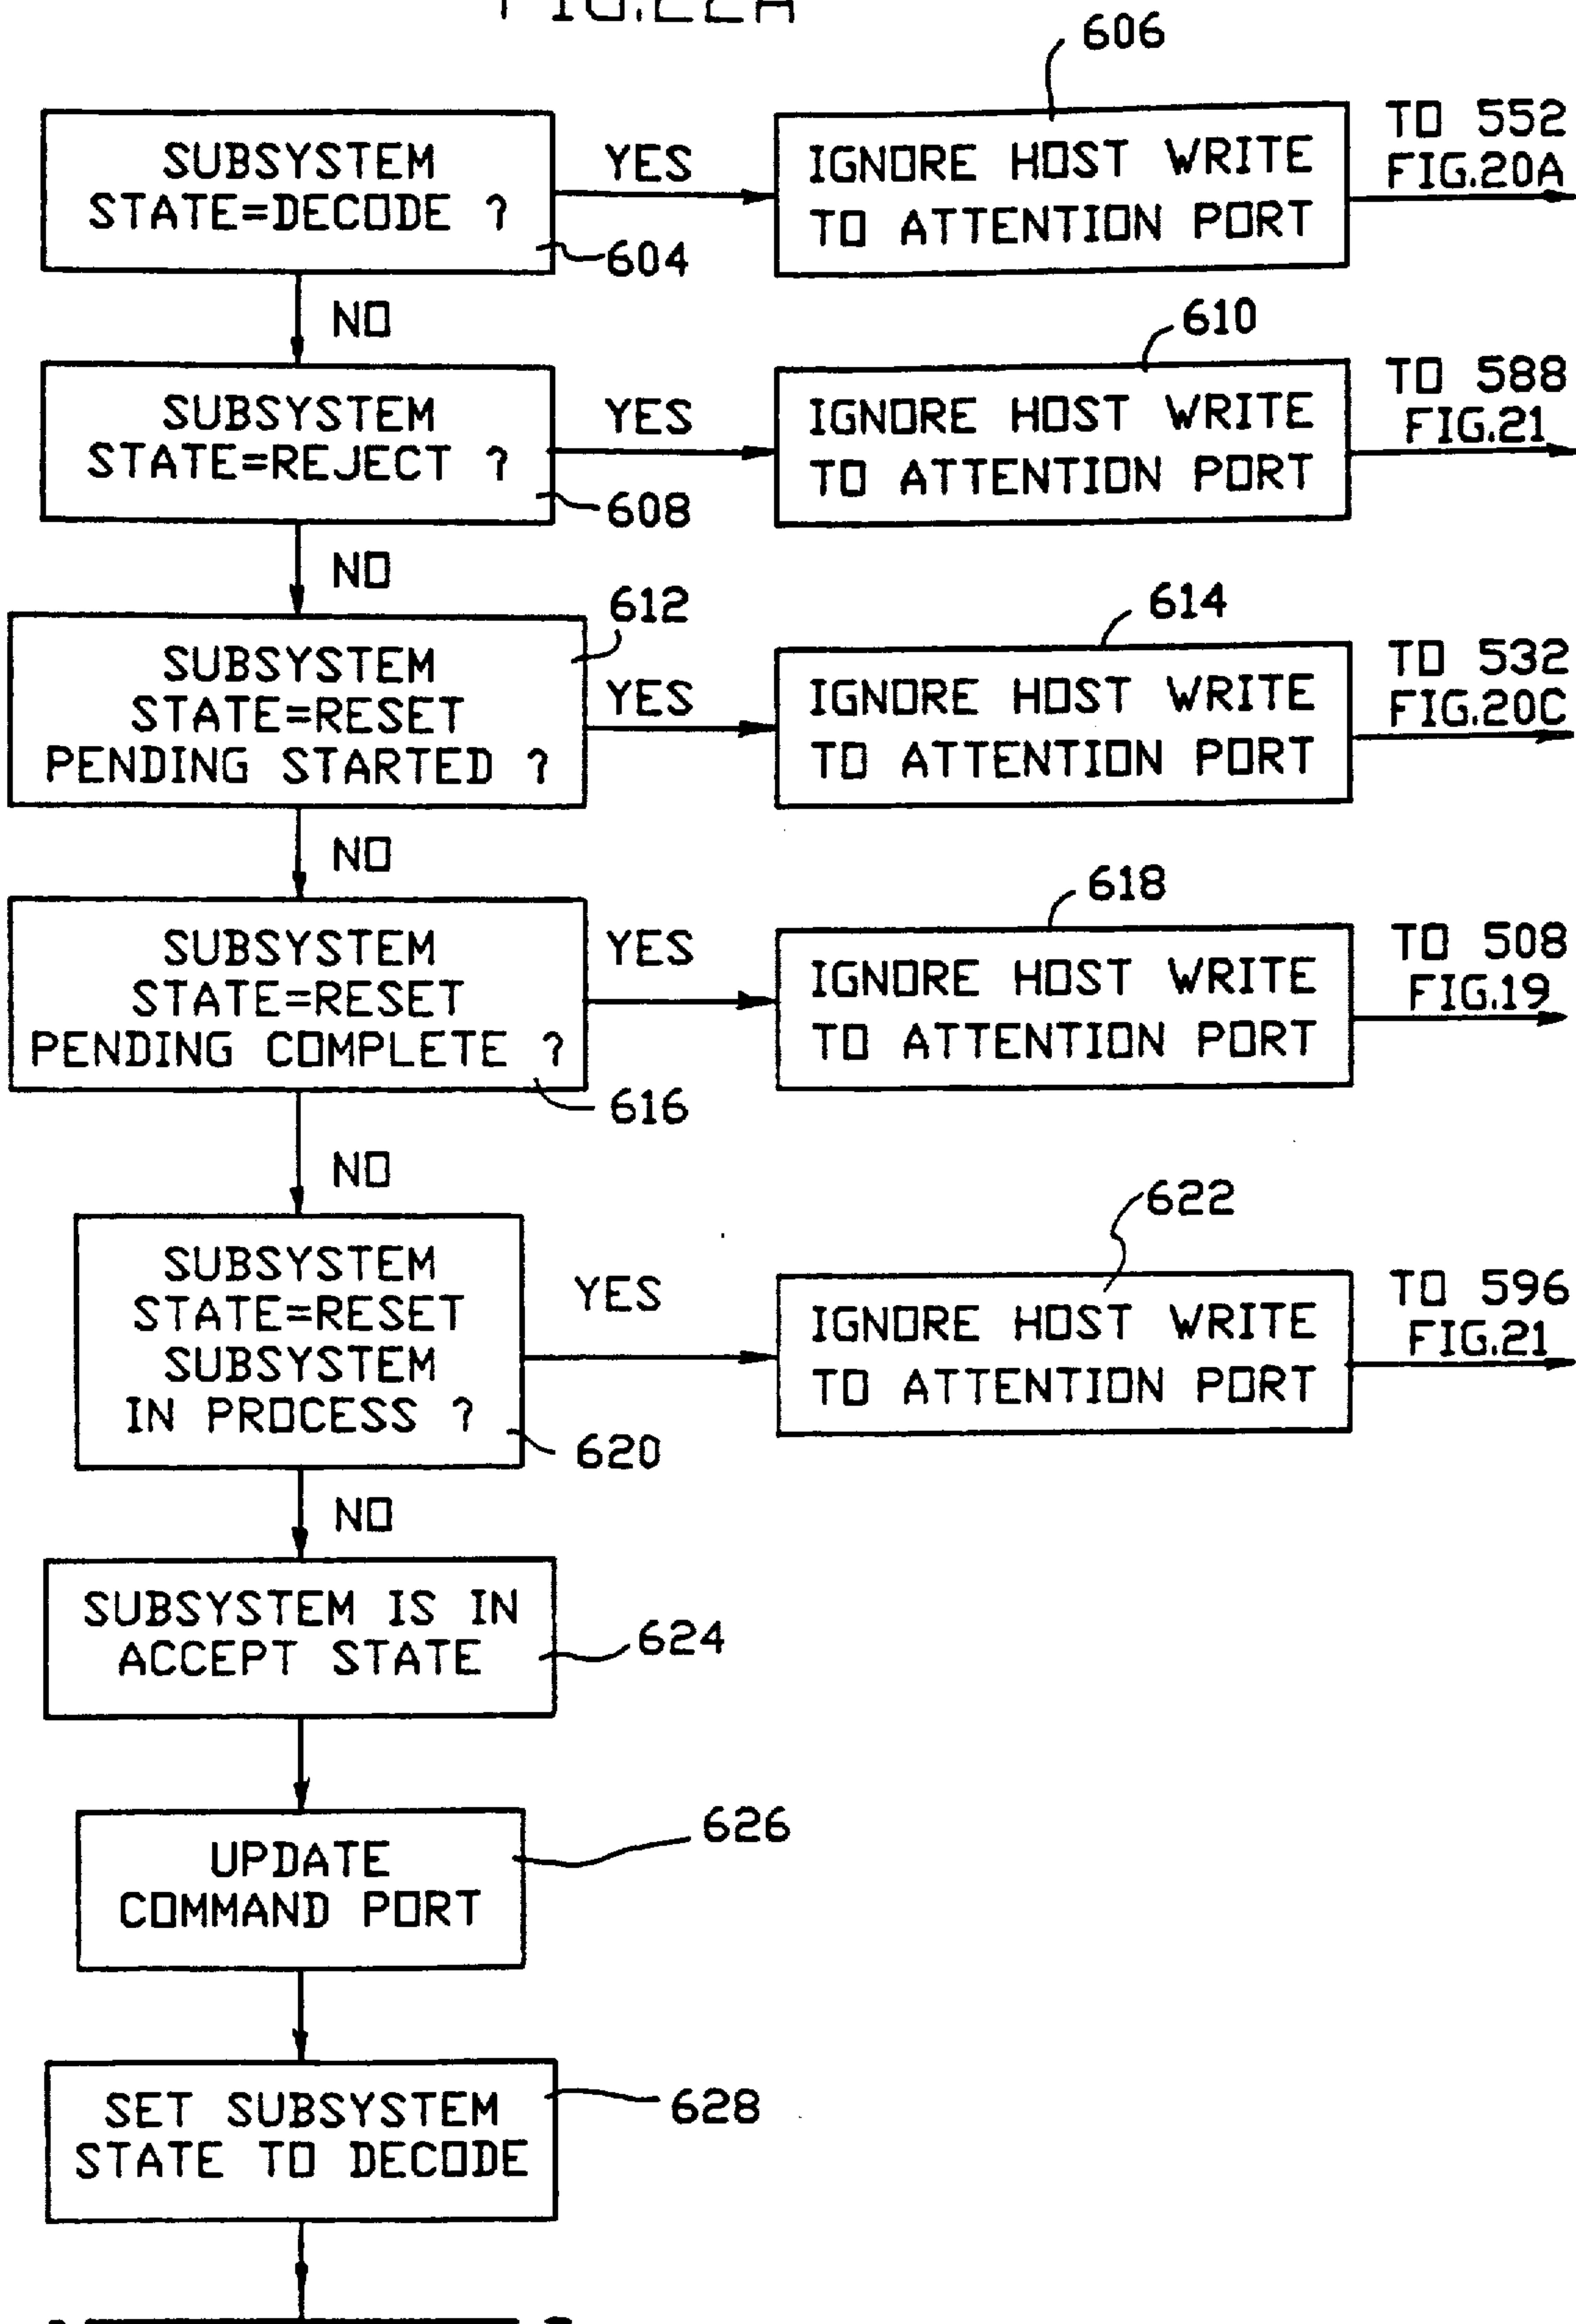 FIG.22A
606
SUBSYSTEM
STATE=DECODE ?
604
YES
IGNORE HOST WRITE
TO ATTENTION PORT
TO 552
FIG.20A
NO
610
SUBSYSTEM
STATE=REJECT ?
608
YES
IGNORE HOST WRITE
TO ATTENTION PORT
TO 588
FIG.21
NO
612
614
SUBSYSTEM
STATE=RESET
PENDING STARTED ?
YES
IGNORE HOST WRITE
TO ATTENTION PORT
TO 532
FIG.20C
NO
618
SUBSYSTEM
STATE=RESET
PENDING COMPLETE ?
616
YES
IGNORE HOST WRITE
TO ATTENTION PORT
TO 508
FIG.19
NO
622
SUBSYSTEM
STATE=RESET
SUBSYSTEM
IN PROCESS ?
620
YES
IGNORE HOST WRITE
TO ATTENTION PORT
TO 596
FIG.21
NO
SUBSYSTEM IS IN
ACCEPT STATE
624
UPDATE
COMMAND PORT
626
SET SUBSYSTEM
STATE TO DECODE
628